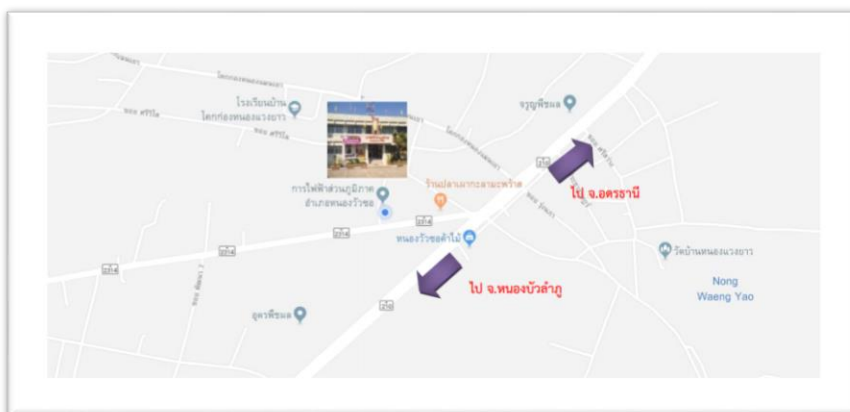 โรงเรียนบ้าน
โคกก่องหนองแวงยาว
จรูญพืชผล
การไฟฟ้าส่วนภูมิภาค
อำเภอหนองวัวซอ
ร้านปลาเผากะลามะพร้าว
2314
2314
2314
210
ไป จ.อุดรธานี
หนองวัวซอค้าไม้
วัดบ้านหนองแวงยาว
ไป จ.หนองบัวลำภู
Nong
Waeng Yao
210
อุดรพืชผล